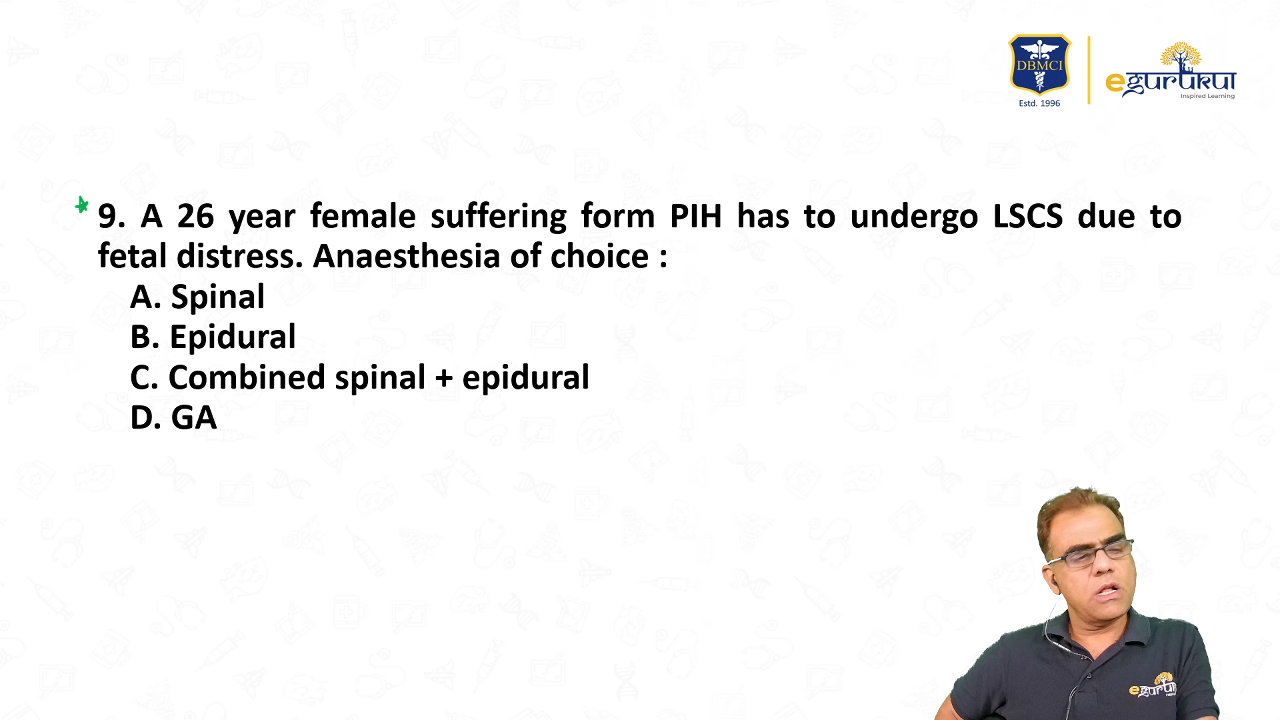 DBMCI
Estd. 1996
egurukul
Inspired Learning
9. A 26 year female suffering form PIH has to undergo LSCS due to
fetal distress. Anaesthesia of choice :
A. Spinal
B. Epidural
C. Combined spinal + epidural
D. GA
egurukul